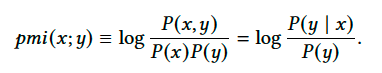 pmi(x; y) ≡ log P(x, y) / P(x)P(y) = log P(y | x) / P(y) .